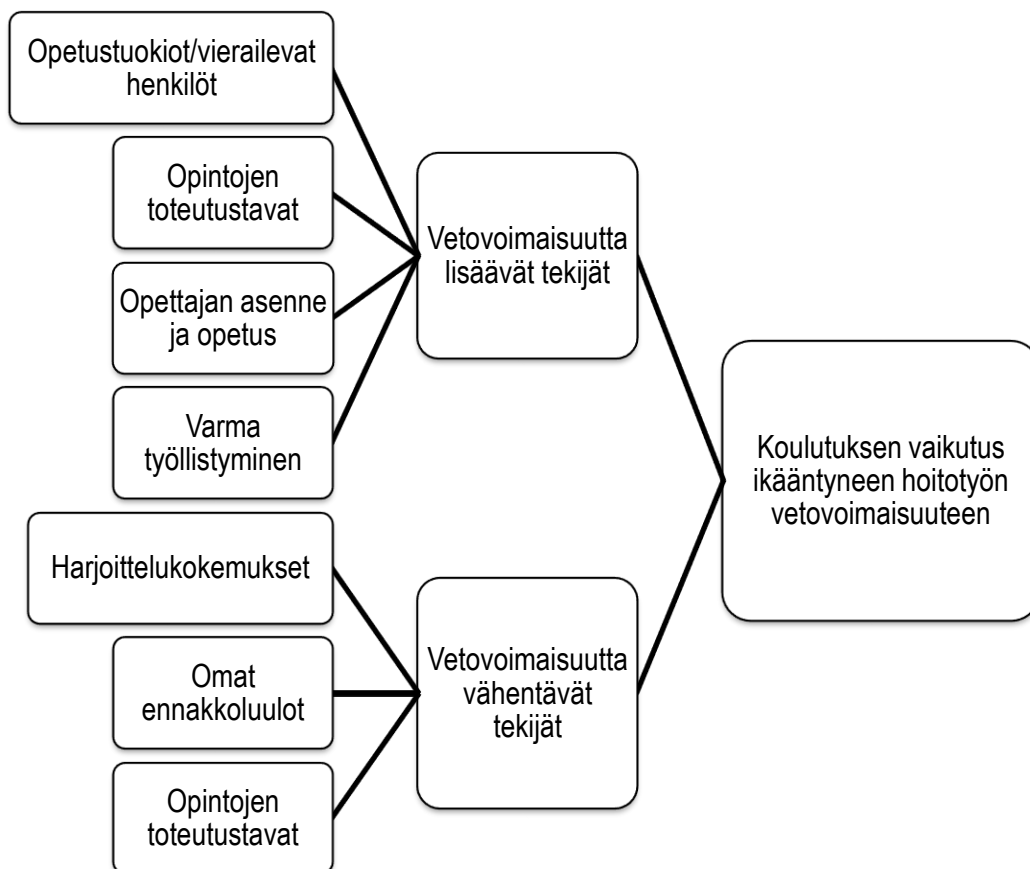 Opetustuokiot/vierailevat
henkilöt
Opintojen
toteutustavat
Opettajan asenne
ja opetus
Varma
työllistyminen
Harjoittelukokemukset
Omat
ennakkoluulot
Opintojen
toteutustavat
Vetovoimaisuutta
lisäävät tekijät
Vetovoimaisuutta
vähentävät
tekijät
Koulutuksen vaikutus
ikääntyneen hoitotyön
vetovoimaisuuteen